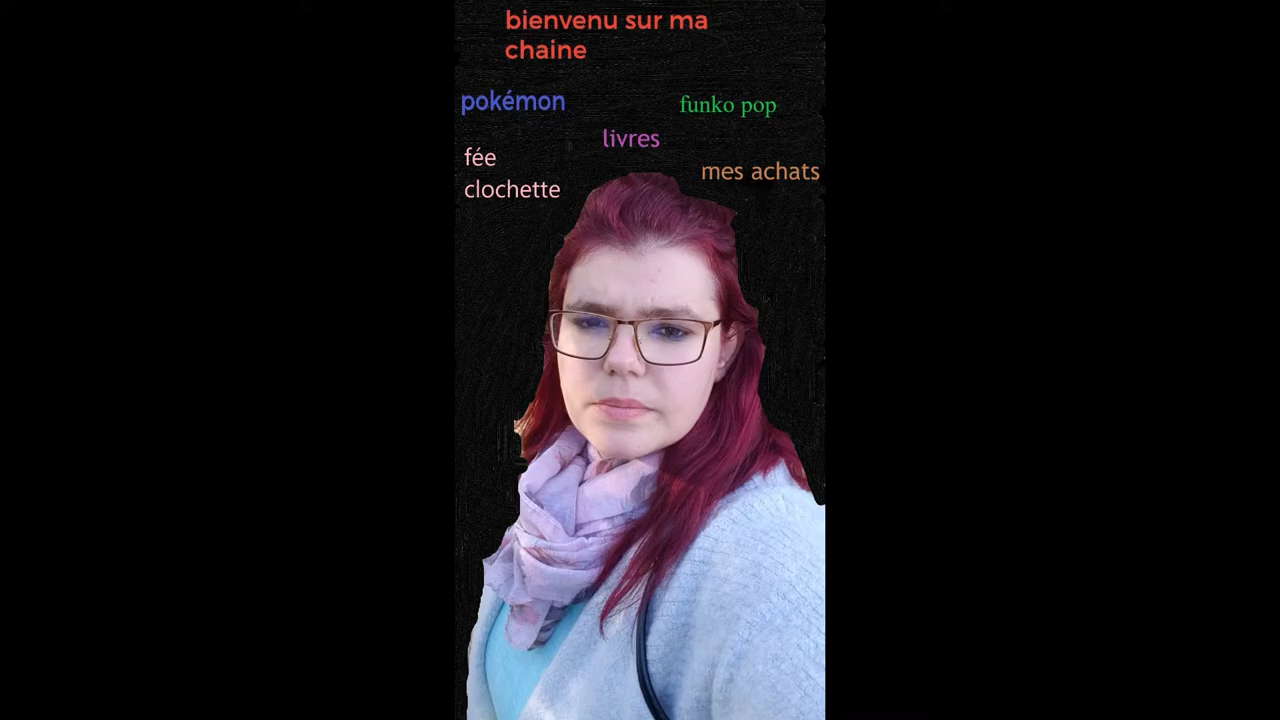 bienvenu sur ma
chaine
pokémon
funko pop
livres
fée
clochette
mes achats